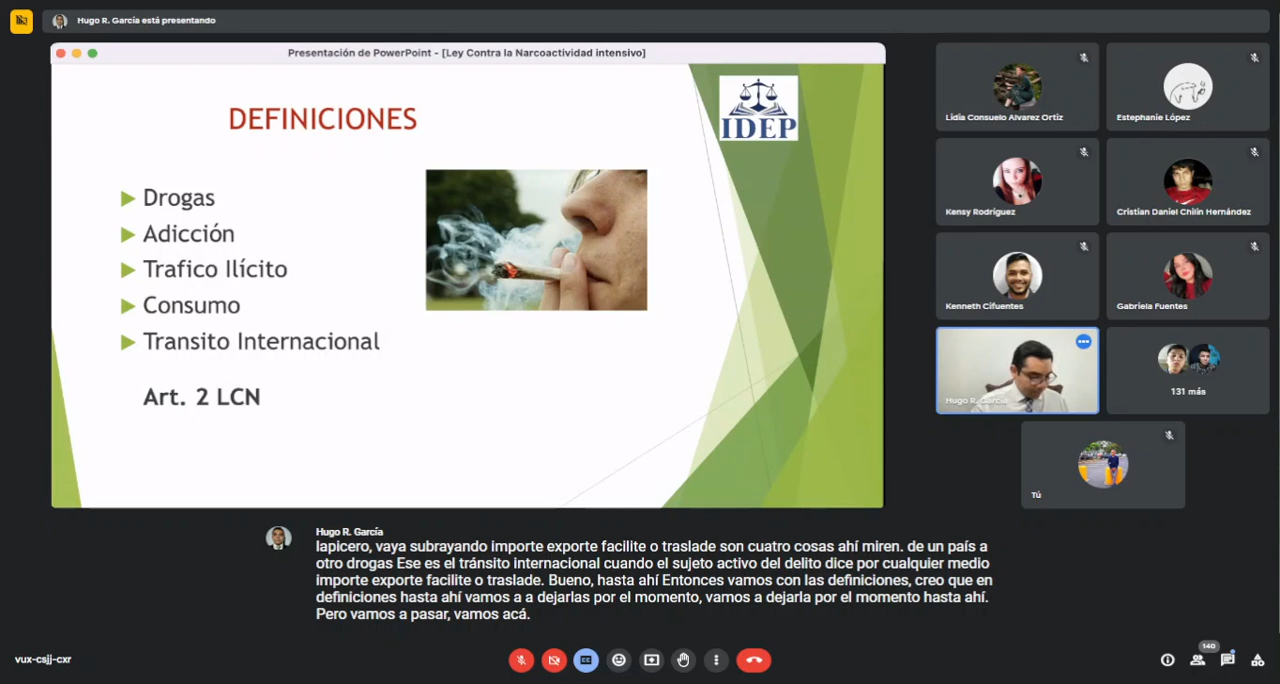 Hugo R. García está presentando
Presentación de PowerPoint - [Ley Contra la Narcoactividad intensivo]
DEFINICIONES
IDEP
Drogas
Adicción
Trafico Ilícito
Consumo
Transito Internacional
Art. 2 LCN
Lidia Consuelo Alvarez Ortiz
Estephanie López
Kensy Rodríguez
Cristian Daniel Chilín Hernández
Kenneth Cifuentes
Gabriela Fuentes
Hugo R. García
131 más
Tú
Hugo R. García
lapicero, vaya subrayando importe exporte facilite o traslade son cuatro cosas ahí miren. de un país a
otro drogas Ese es el tránsito internacional cuando el sujeto activo del delito dice por cualquier medio
importe exporte facilite o traslade. Bueno, hasta ahí Entonces vamos con las definiciones, creo que en
definiciones hasta ahí vamos a a dejarlas por el momento, vamos a dejarla por el momento hasta ahí.
Pero vamos a pasar, vamos acá.
vux-csjj-cxr
CC
140